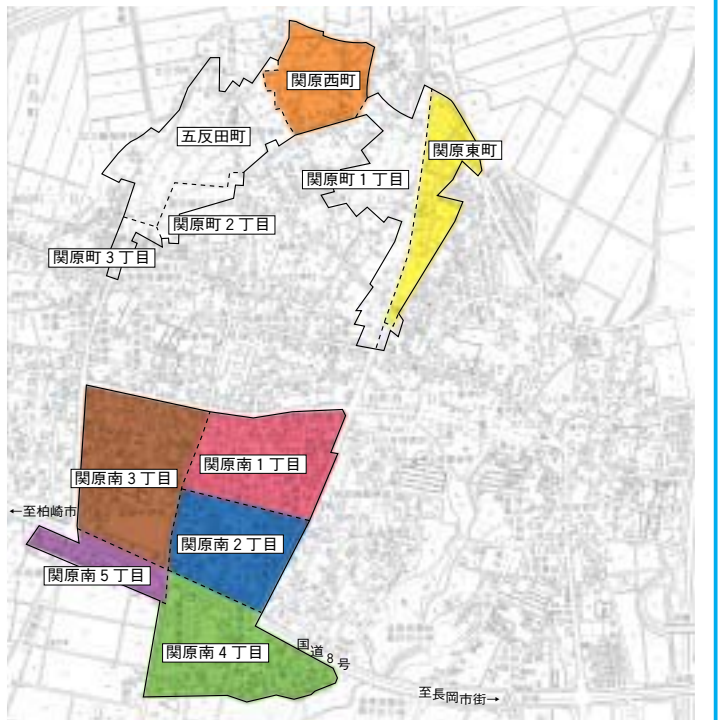 関原西町
五反田町
関原東町
関原町1丁目
関原町2丁目
関原町3丁目
関原南1丁目
関原南3丁目
←至柏崎市
関原南2丁目
関原南5丁目
関原南4丁目
国道8号
至長岡市街→